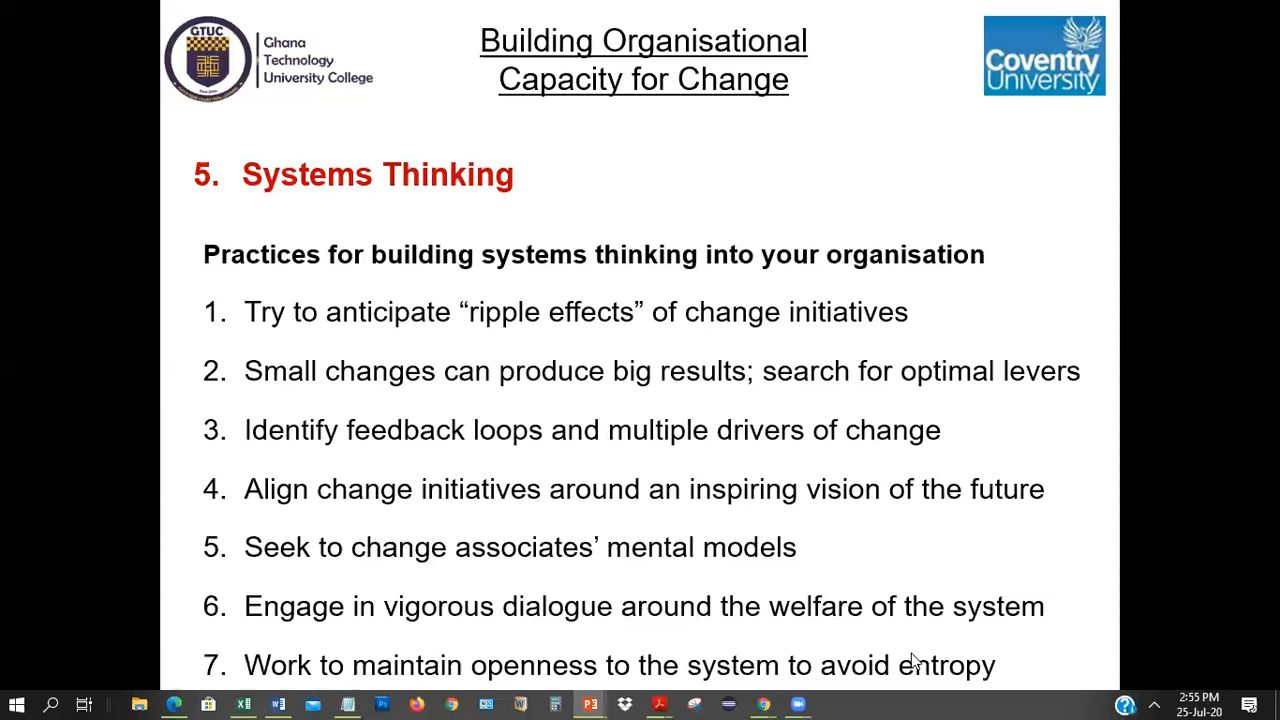 GTUC
Ghana
Technology
University College
Building Organisational
Capacity for Change
Coventry
University
5. Systems Thinking
Practices for building systems thinking into your organisation
1. Try to anticipate “ripple effects” of change initiatives
2. Small changes can produce big results; search for optimal levers
3. Identify feedback loops and multiple drivers of change
4. Align change initiatives around an inspiring vision of the future
5. Seek to change associates’ mental models
6. Engage in vigorous dialogue around the welfare of the system
7. Work to maintain openness to the system to avoid entropy
2:55 PM
25-Jul-20